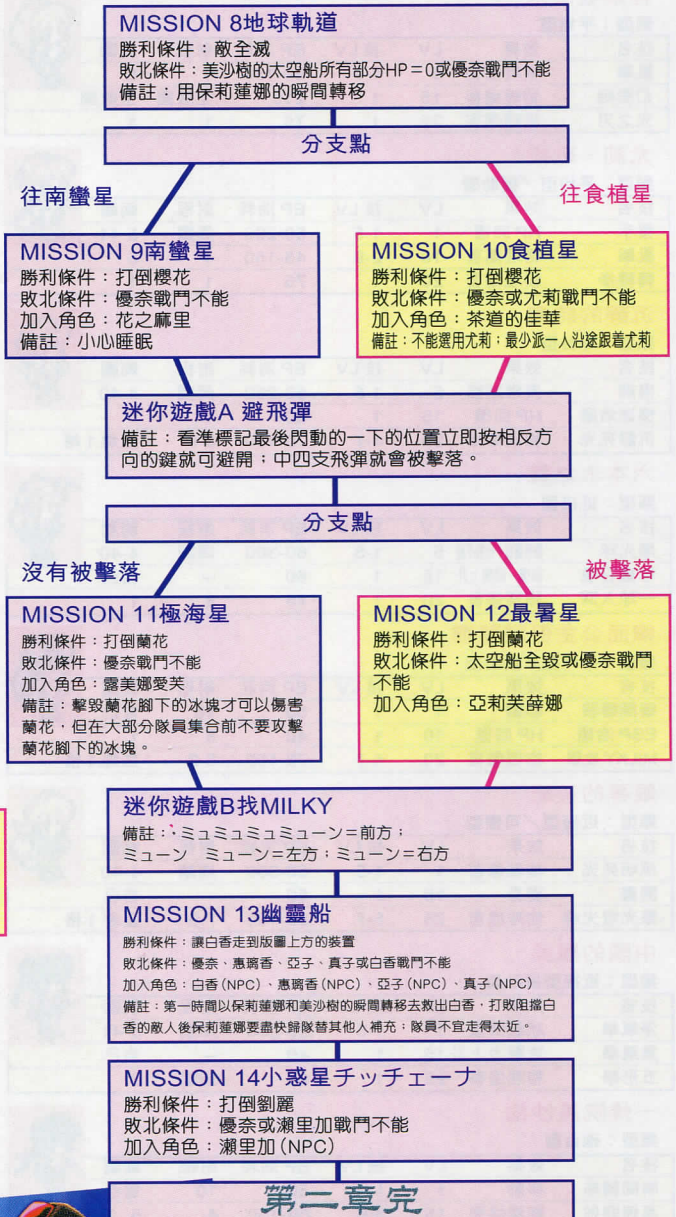 MISSION 8地球軌道
勝利條件：敵全滅
敗北條件：美沙樹的太空船所有部分HP＝0或優奈戰鬥不能
備註：用保莉蓮娜的瞬間轉移
分支點
往南蠻星
往食植星
MISSION 9南蠻星
勝利條件：打倒櫻花
敗北條件：優奈戰鬥不能
加入角色：花之麻里
備註：小心睡眠
MISSION 10食植星
勝利條件：打倒櫻花
敗北條件：優奈或尤莉戰鬥不能
加入角色：茶道的佳華
備註：不能選用尤莉；最少派一人沿途跟着尤莉
迷你遊戲A 避飛彈
備註：看準標記最後閃動的一下的位置立即按相反方
向的鍵就可避開；中四支飛彈就會被擊落。
分支點
沒有被擊落
被擊落
MISSION 11極海星
勝利條件：打倒蘭花
敗北條件：優奈戰鬥不能
加入角色：露美娜愛芙
備註：擊毀蘭花腳下的冰塊才可以傷害
蘭花，但在大部分隊員集合前不要攻擊
蘭花腳下的冰塊。
MISSION 12最暑星
勝利條件：打倒蘭花
敗北條件：太空船全毀或優奈戰鬥
不能
加入角色：亞莉芙薛娜
迷你遊戲B找MILKY
備註：ミュミュミュミューン＝前方；
ミューン　ミューン＝左方；ミューン＝右方
MISSION 13幽靈船
勝利條件：讓白香走到版圖上方的裝置
敗北條件：優奈、惠璃香、亞子、真子或白香戰鬥不能
加入角色：白香(NPC)、惠璃香(NPC)、亞子(NPC)、真子(NPC)
備註：第一時間以保莉蓮娜和美沙樹的瞬間轉移去救出白香，打敗阻擋白
香的敵人後保莉蓮娜要盡快歸隊替其他人補充；隊員不宜走得太近。
MISSION 14小惑星チッチェーナ
勝利條件：打倒劉麗
敗北條件：優奈或瀨里加戰鬥不能
加入角色：瀨里加(NPC)
第二章完